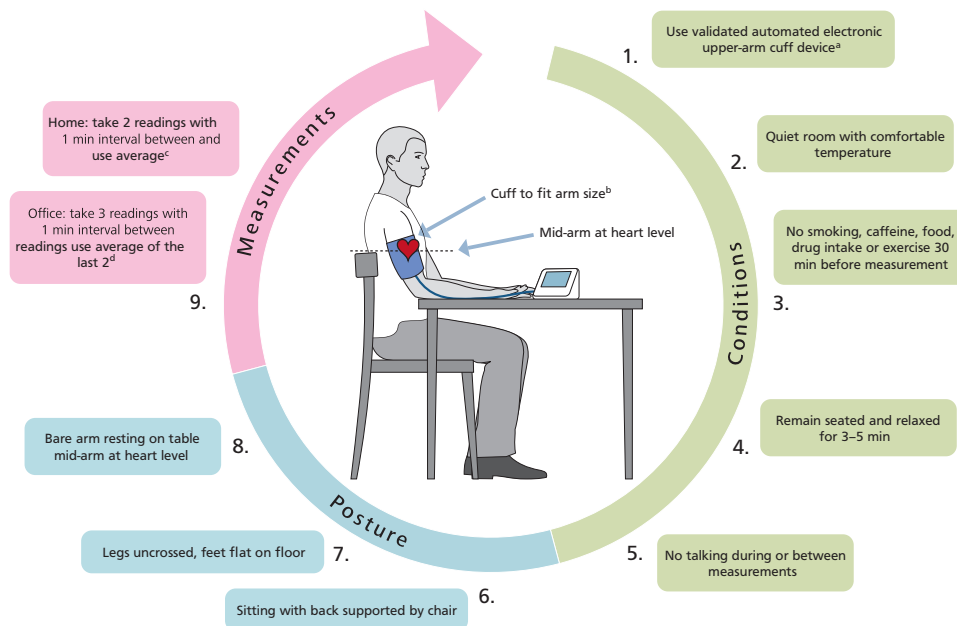 1.
Use validated automated electronic
upper-arm cuff deviceᵃ
2.
Quiet room with comfortable
temperature
3.
No smoking, caffeine, food,
drug intake or exercise 30
min before measurement
4.
Remain seated and relaxed
for 3–5 min
5.
No talking during or between
measurements
Conditions
6.
Sitting with back supported by chair
7.
Legs uncrossed, feet flat on floor
8.
Bare arm resting on table
mid-arm at heart level
Posture
9.
Home: take 2 readings with
1 min interval between and
use averageᶜ
Office: take 3 readings with
1 min interval between
readings use average of the
last 2ᵈ
Measurements
Cuff to fit arm sizeᵇ
Mid-arm at heart level